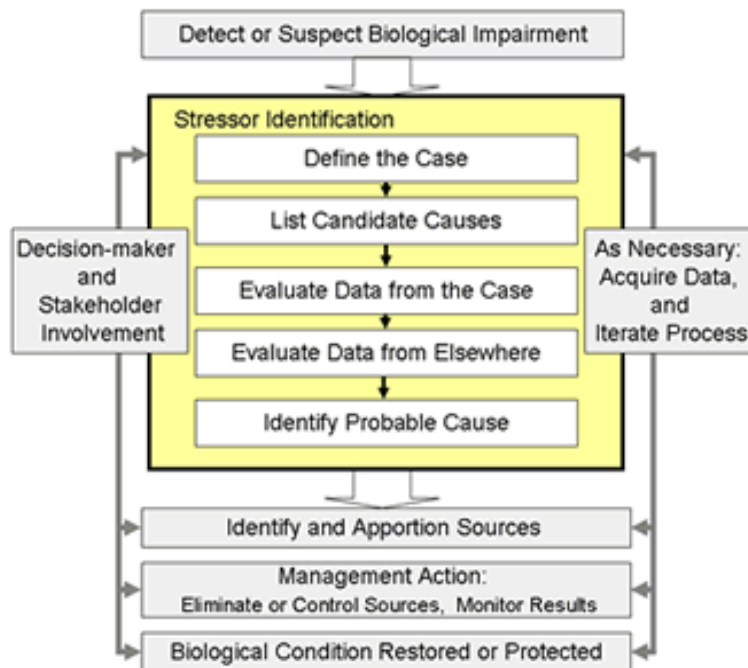 Detect or Suspect Biological Impairment
Stressor Identification
Define the Case
List Candidate Causes
Evaluate Data from the Case
Evaluate Data from Elsewhere
Identify Probable Cause
Decision-maker
and
Stakeholder
Involvement
As Necessary:
Acquire Data,
and
Iterate Process
Identify and Apportion Sources
Management Action:
Eliminate or Control Sources, Monitor Results
Biological Condition Restored or Protected